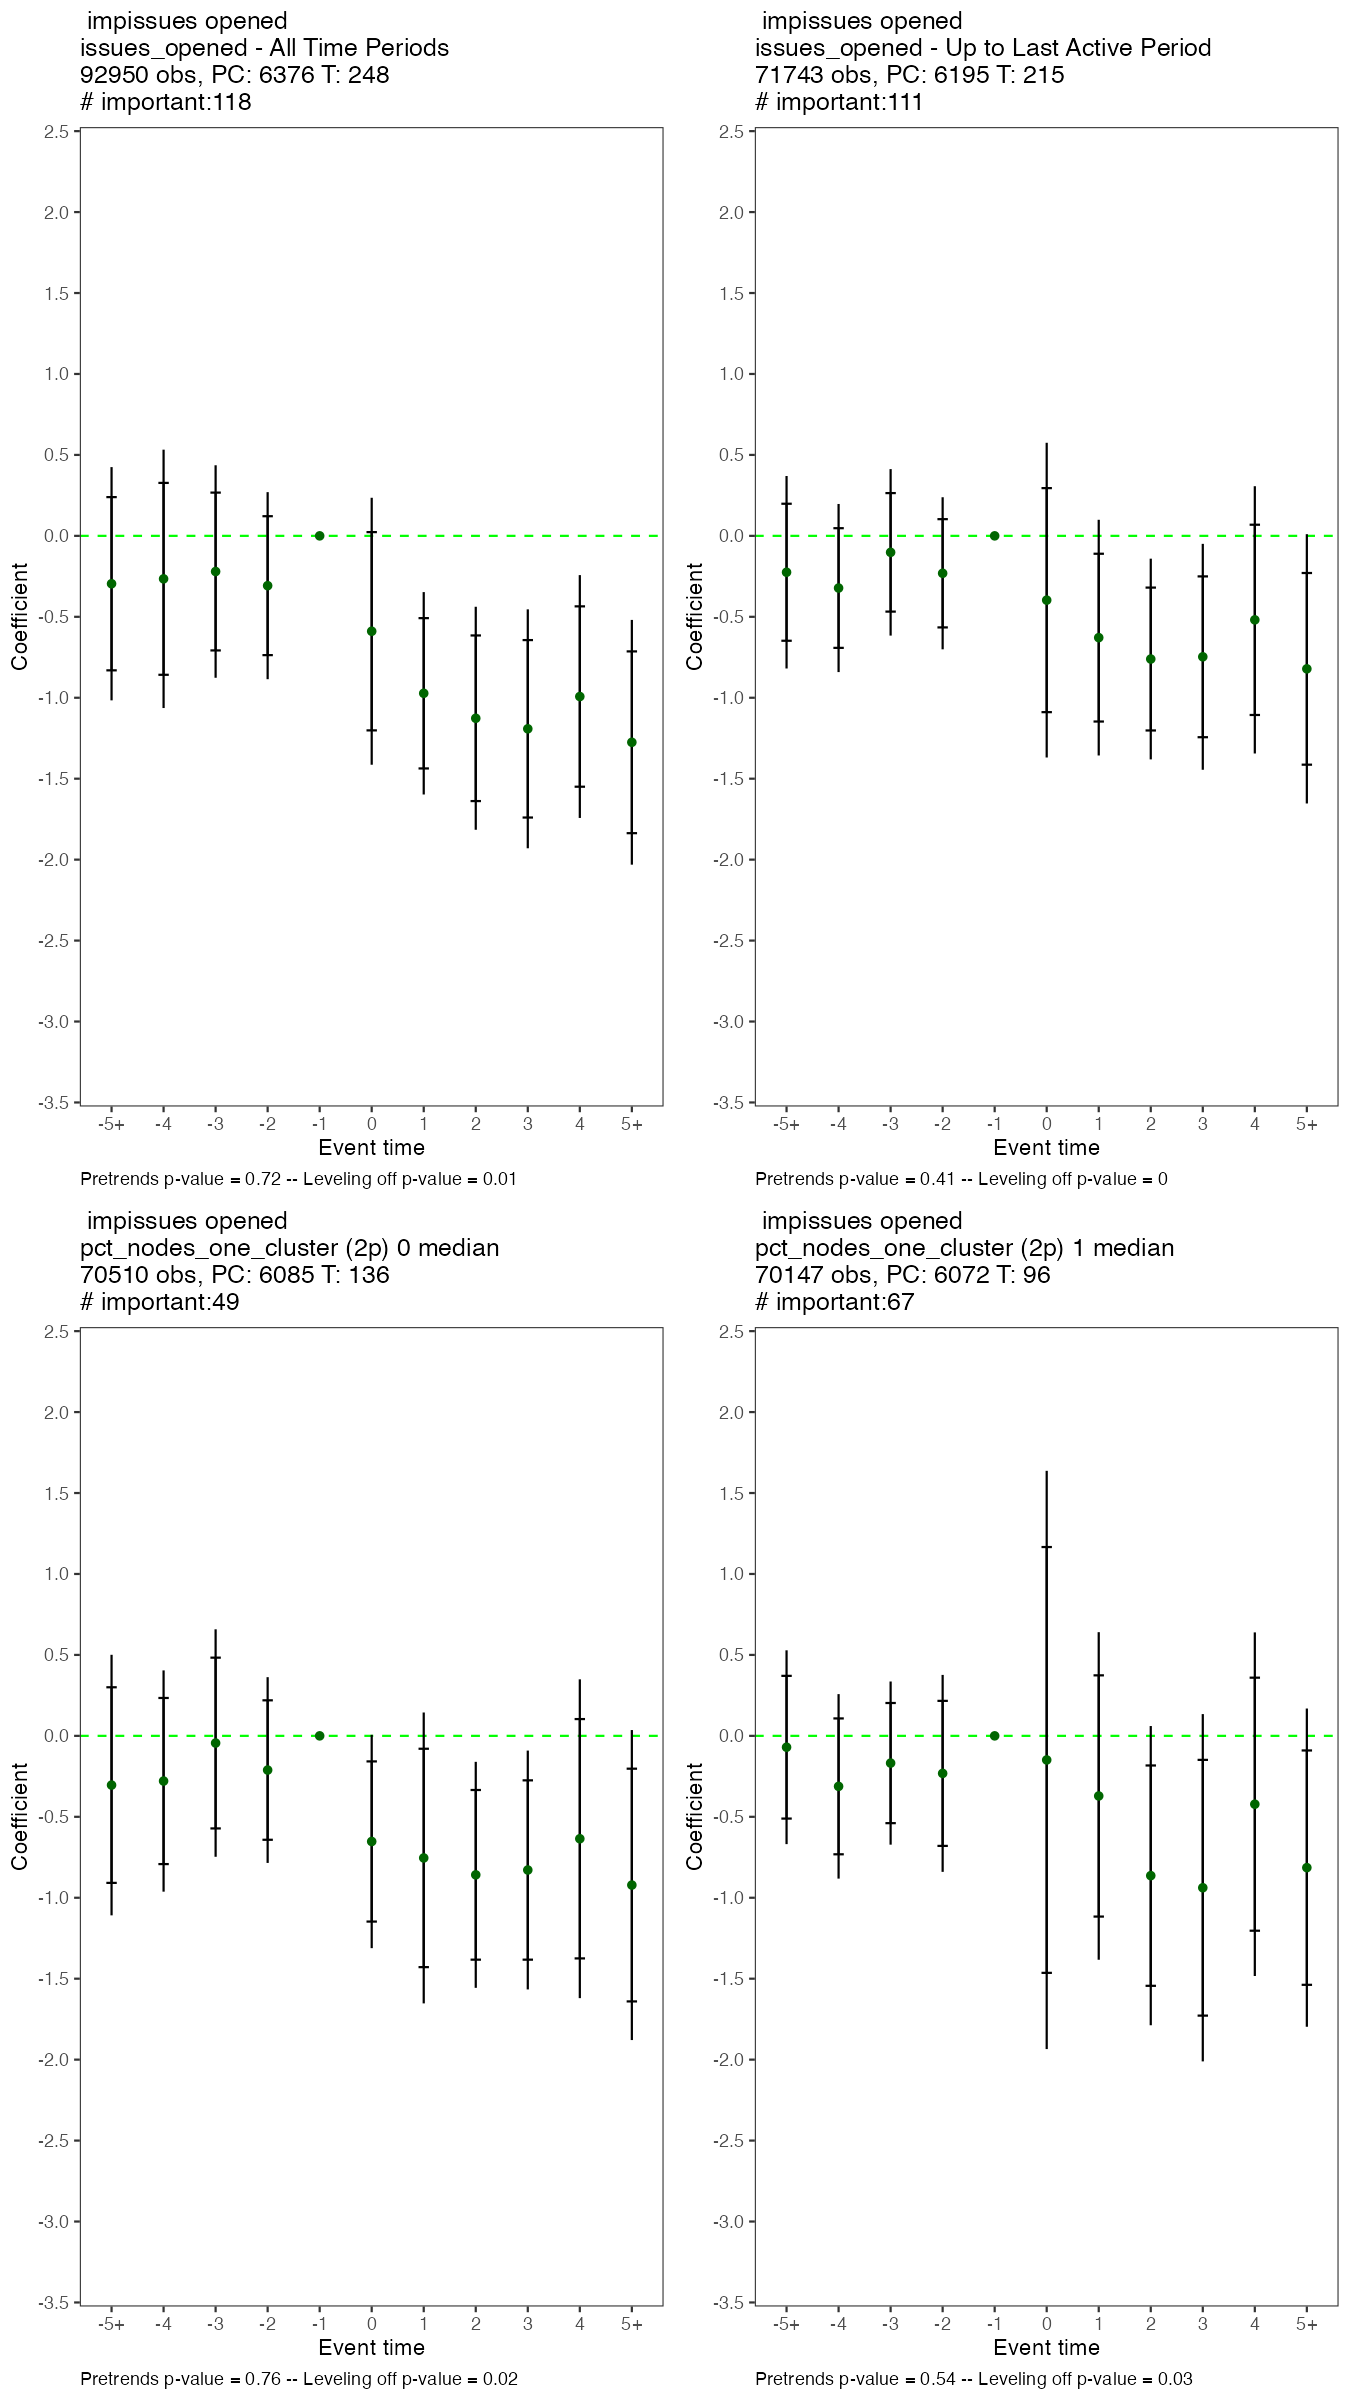 impissues opened
issues_opened - All Time Periods
92950 obs, PC: 6376 T: 248
# important:118
2.5
2.0
1.5
1.0
0.5
0.0
-0.5
-1.0
-1.5
-2.0
-2.5
-3.0
-3.5
Coefficient
-5+ -4 -3 -2 -1 0 1 2 3 4 5+
Event time
Pretrends p-value = 0.72 -- Leveling off p-value = 0.01
impissues opened
issues_opened - Up to Last Active Period
71743 obs, PC: 6195 T: 215
# important:111
2.5
2.0
1.5
1.0
0.5
0.0
-0.5
-1.0
-1.5
-2.0
-2.5
-3.0
-3.5
Coefficient
-5+ -4 -3 -2 -1 0 1 2 3 4 5+
Event time
Pretrends p-value = 0.41 -- Leveling off p-value = 0
impissues opened
pct_nodes_one_cluster (2p) 0 median
70510 obs, PC: 6085 T: 136
# important:49
2.5
2.0
1.5
1.0
0.5
0.0
-0.5
-1.0
-1.5
-2.0
-2.5
-3.0
-3.5
Coefficient
-5+ -4 -3 -2 -1 0 1 2 3 4 5+
Event time
Pretrends p-value = 0.76 -- Leveling off p-value = 0.02
impissues opened
pct_nodes_one_cluster (2p) 1 median
70147 obs, PC: 6072 T: 96
# important:67
2.5
2.0
1.5
1.0
0.5
0.0
-0.5
-1.0
-1.5
-2.0
-2.5
-3.0
-3.5
Coefficient
-5+ -4 -3 -2 -1 0 1 2 3 4 5+
Event time
Pretrends p-value = 0.54 -- Leveling off p-value = 0.03